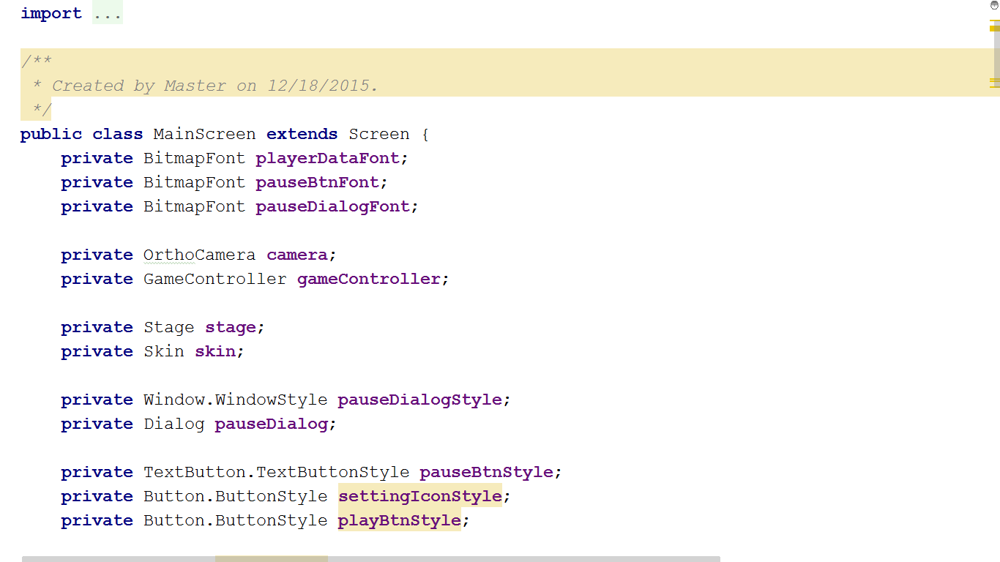 import ...
/**
 * Created by Master on 12/18/2015.
 */
public class MainScreen extends Screen {
    private BitmapFont playerDataFont;
    private BitmapFont pauseBtnFont;
    private BitmapFont pauseDialogFont;
    private OrthoCamera camera;
    private GameController gameController;
    private Stage stage;
    private Skin skin;
    private Window.WindowStyle pauseDialogStyle;
    private Dialog pauseDialog;
    private TextButton.TextButtonStyle pauseBtnStyle;
    private Button.ButtonStyle settingIconStyle;
    private Button.ButtonStyle playBtnStyle;